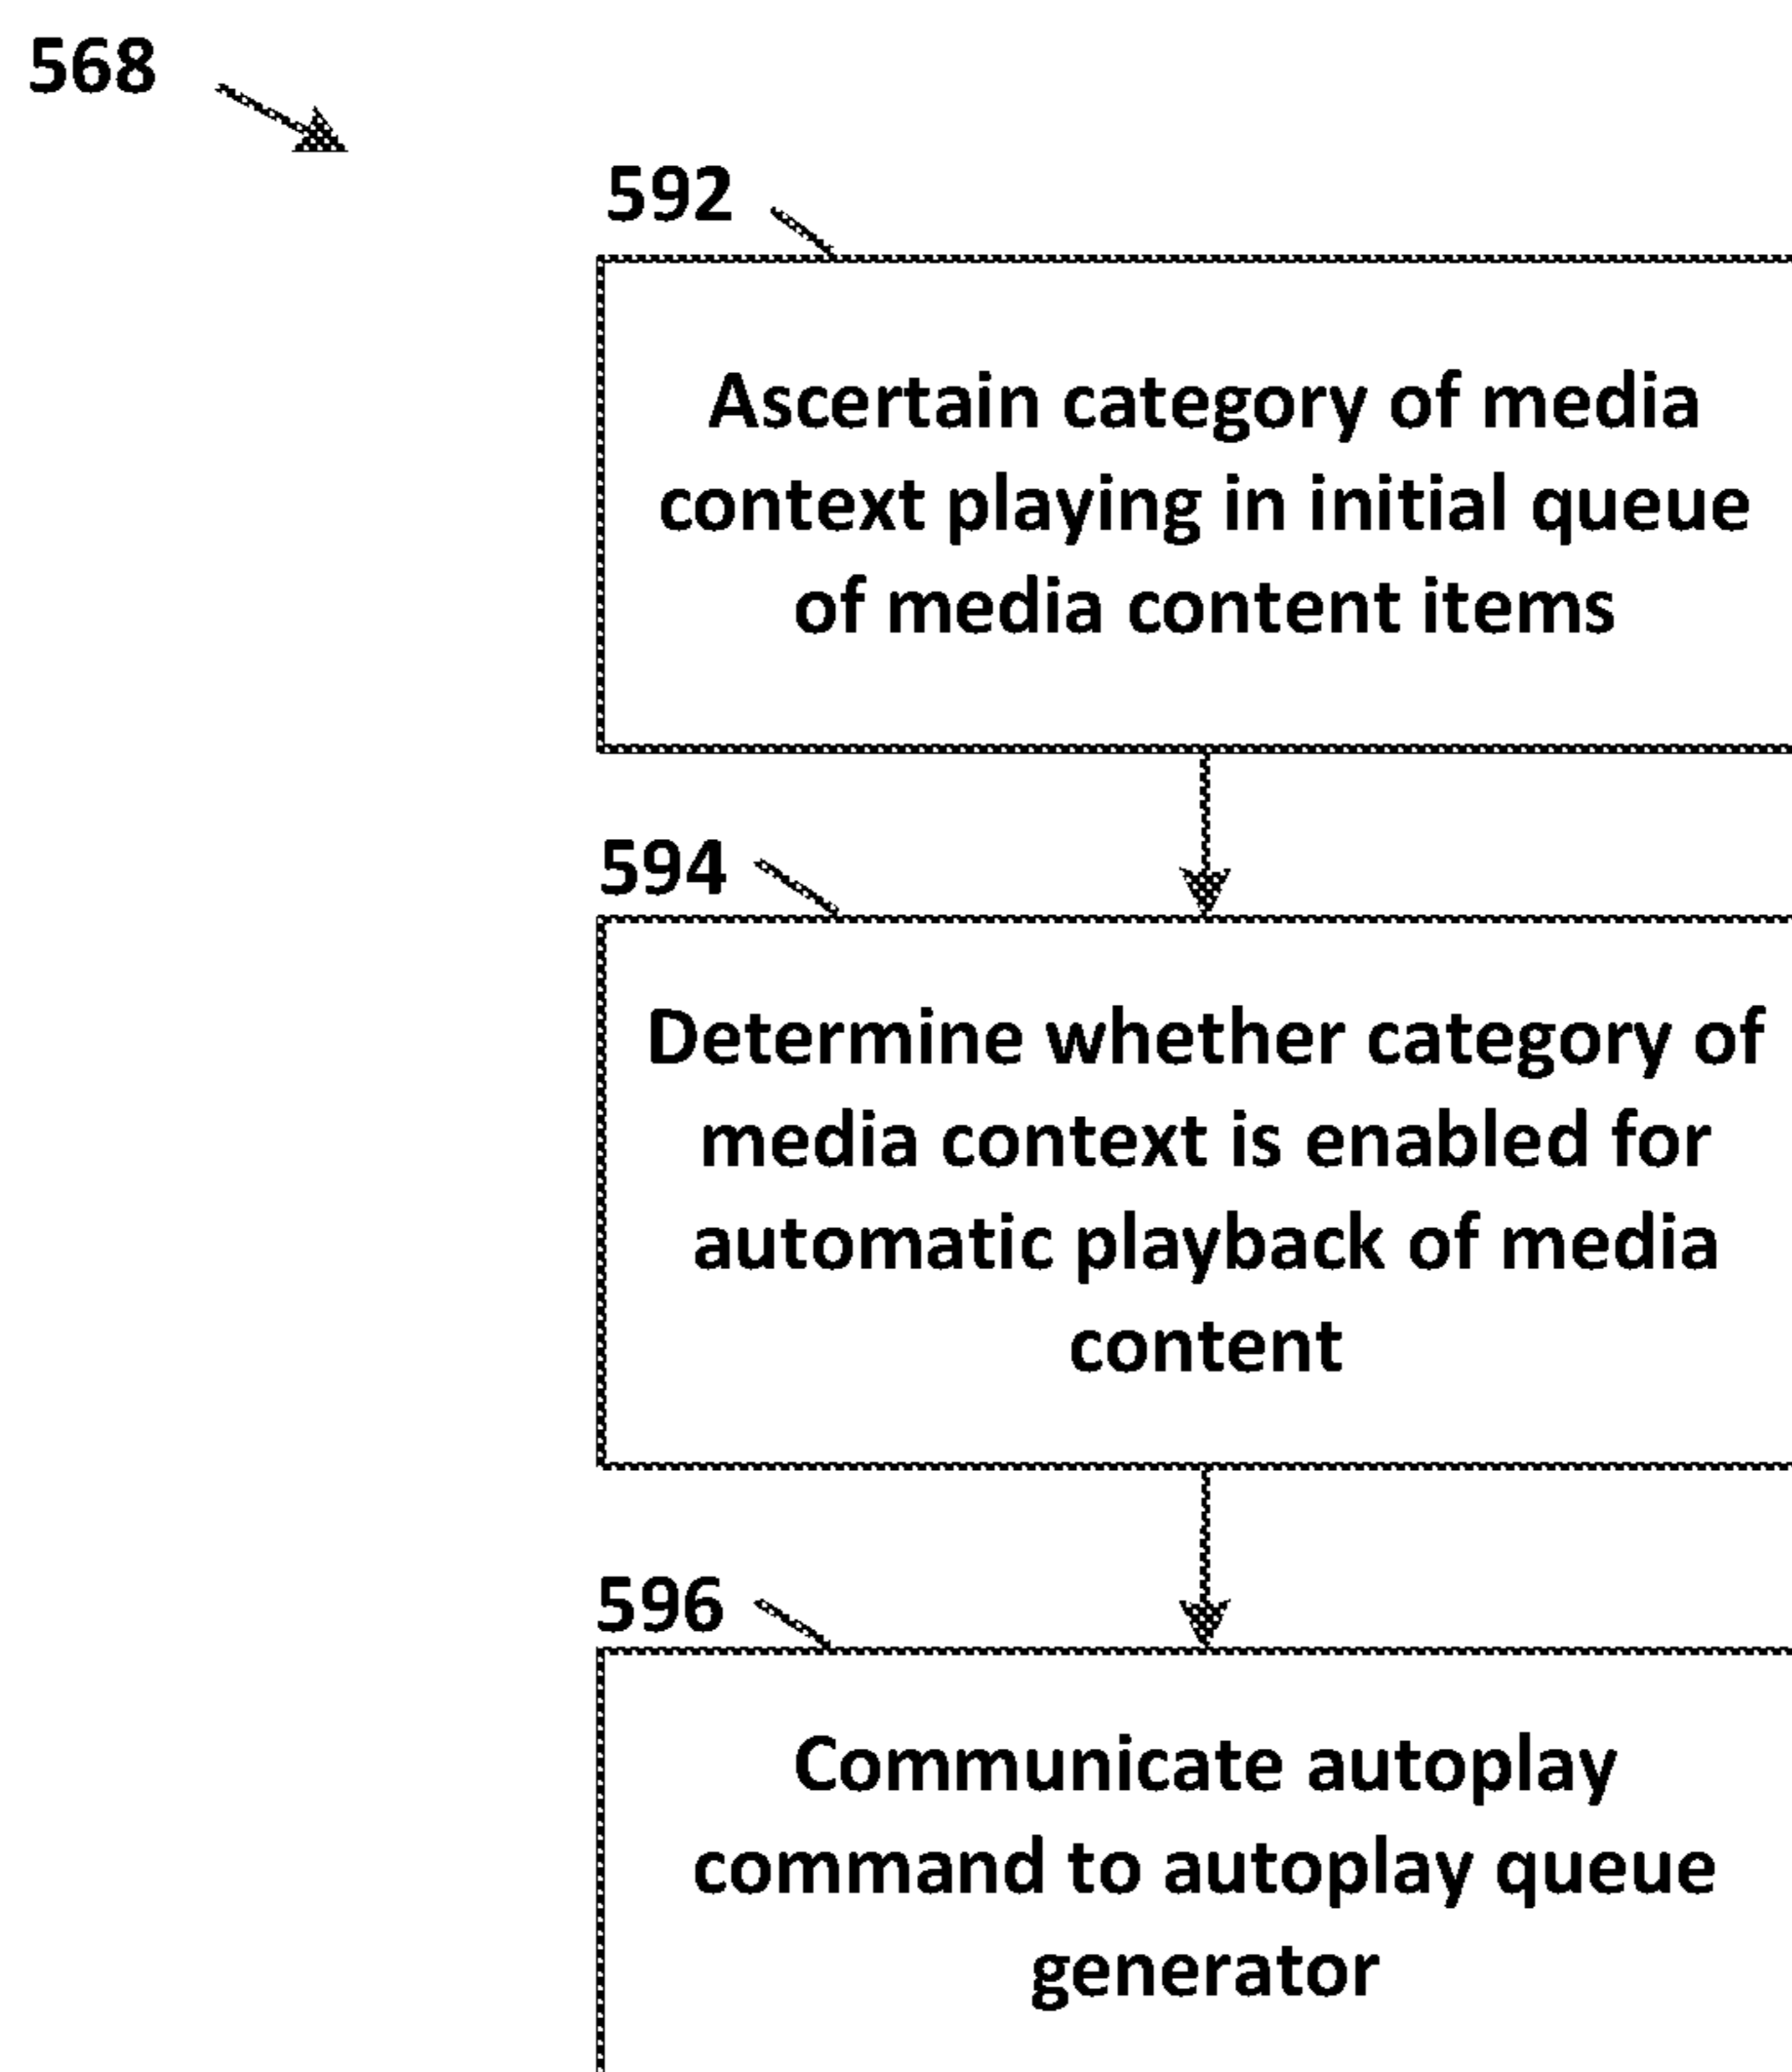 568
592
Ascertain category of media
context playing in initial queue
of media content items
594
Determine whether category of
media context is enabled for
automatic playback of media
content
596
Communicate autoplay
command to autoplay queue
generator